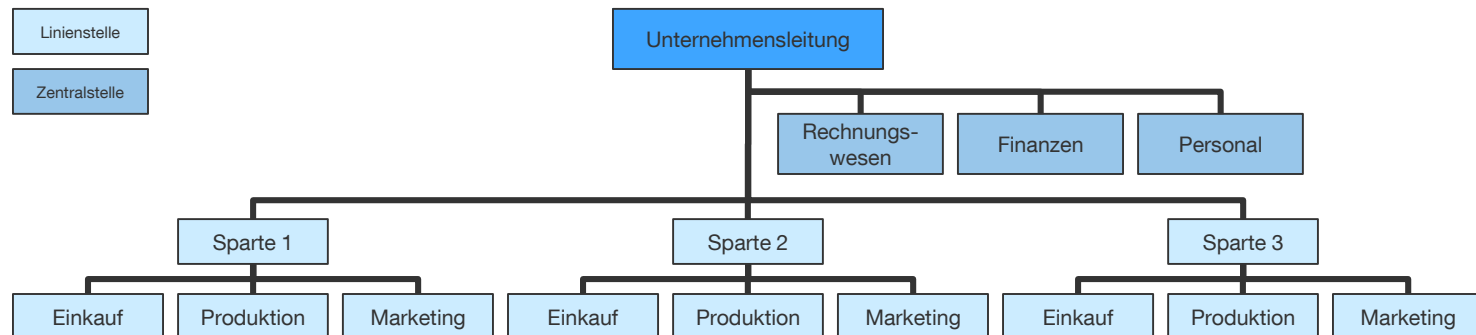 Linienstelle
Unternehmensleitung
Zentralstelle
Rechnungs-
wesen
Finanzen
Personal
Sparte 1
Sparte 2
Sparte 3
Einkauf
Produktion
Marketing
Einkauf
Produktion
Marketing
Einkauf
Produktion
Marketing